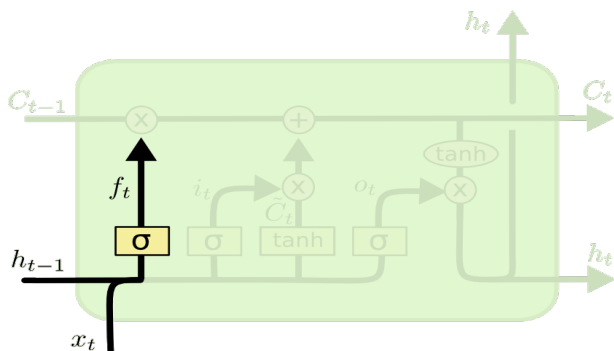 h_t
C_{t-1}
C_t
×
+
tanh
f_t
i_t
×
o_t
×
C̃_t
σ
σ
tanh
σ
h_{t-1}
h_t
x_t